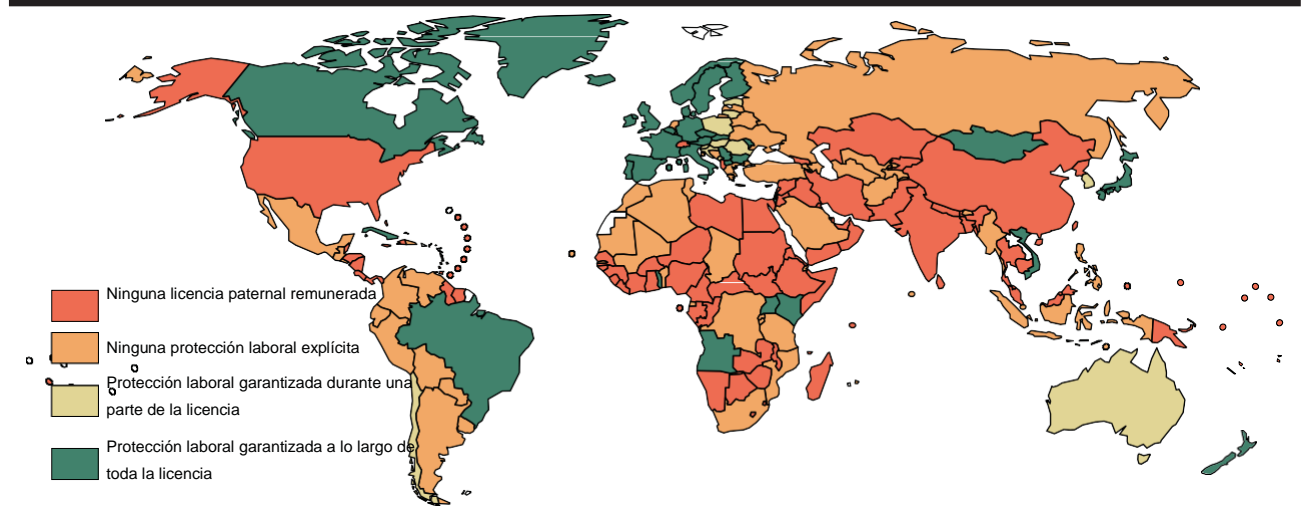 Ninguna licencia paternal remunerada
Ninguna protección laboral explícita
Protección laboral garantizada durante una
parte de la licencia
Protección laboral garantizada a lo largo de
toda la licencia